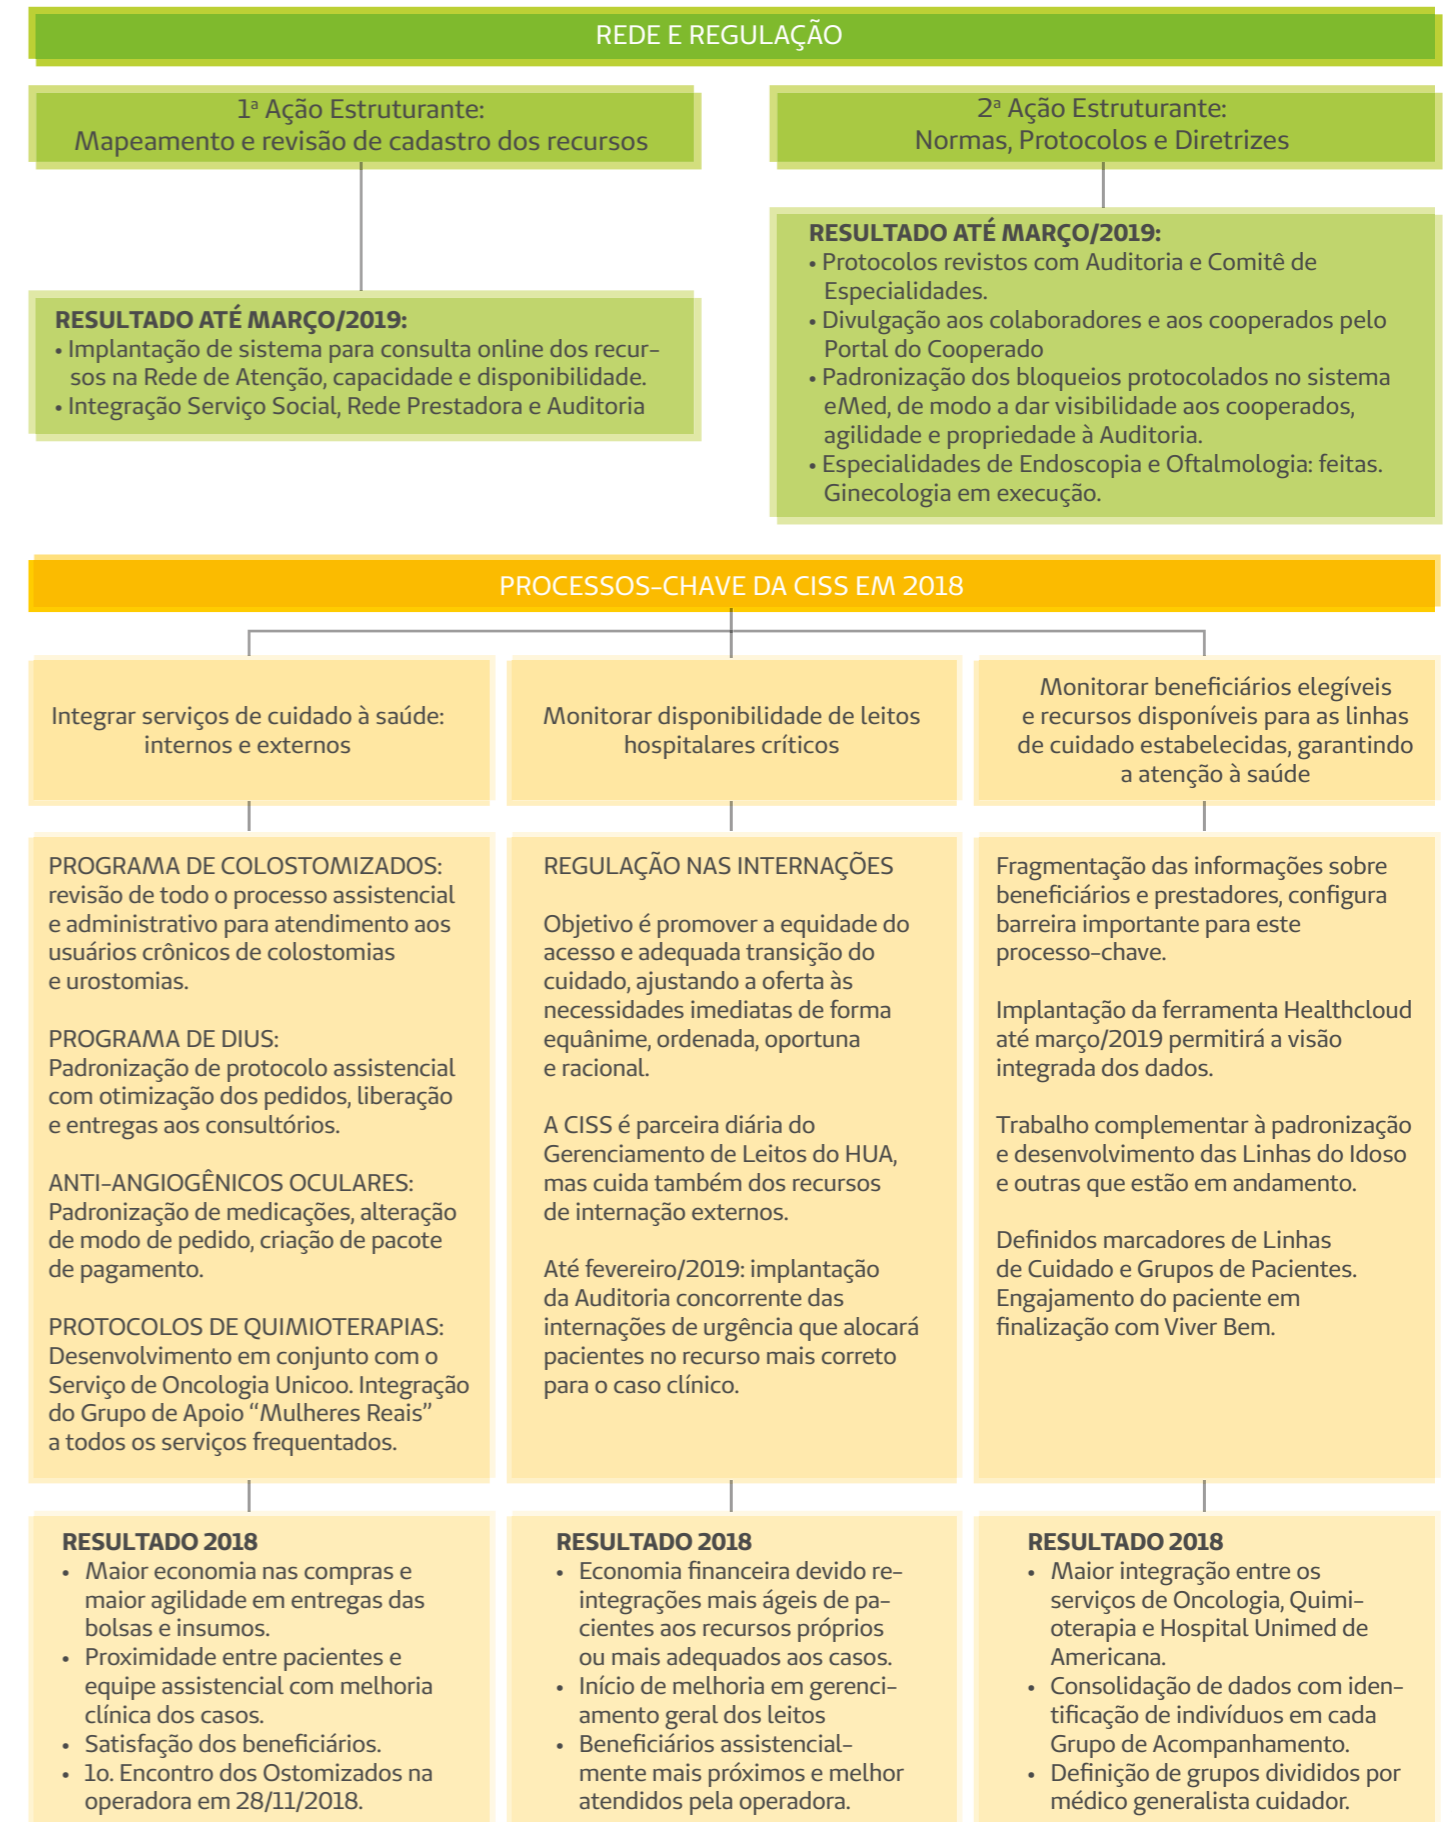 REDE E REGULAÇÃO
1ª Ação Estruturante:
Mapeamento e revisão de cadastro dos recursos
RESULTADO ATÉ MARÇO/2019:
• Implantação de sistema para consulta online dos recur-
sos na Rede de Atenção, capacidade e disponibilidade.
• Integração Serviço Social, Rede Prestadora e Auditoria
2ª Ação Estruturante:
Normas, Protocolos e Diretrizes
RESULTADO ATÉ MARÇO/2019:
• Protocolos revistos com Auditoria e Comitê de
Especialidades.
• Divulgação aos colaboradores e aos cooperados pelo
Portal do Cooperado
• Padronização dos bloqueios protocolados no sistema
eMed, de modo a dar visibilidade aos cooperados,
agilidade e propriedade à Auditoria.
• Especialidades de Endoscopia e Oftalmologia: feitas.
Ginecologia em execução.
PROCESSOS-CHAVE DA CISS EM 2018
Integrar serviços de cuidado à saúde:
internos e externos
PROGRAMA DE COLOSTOMIZADOS:
revisão de todo o processo assistencial
e administrativo para atendimento aos
usuários crônicos de colostomias
e urostomias.
PROGRAMA DE DIUS:
Padronização de protocolo assistencial
com otimização dos pedidos, liberação
e entregas aos consultórios.
ANTI-ANGIOGÊNICOS OCULARES:
Padronização de medicações, alteração
de modo de pedido, criação de pacote
de pagamento.
PROTOCOLOS DE QUIMIOTERAPIAS:
Desenvolvimento em conjunto com o
Serviço de Oncologia Unicoo. Integração
do Grupo de Apoio “Mulheres Reais”
a todos os serviços frequentados.
RESULTADO 2018
• Maior economia nas compras e
maior agilidade em entregas das
bolsas e insumos.
• Proximidade entre pacientes e
equipe assistencial com melhoria
clínica dos casos.
• Satisfação dos beneficiários.
• 1o. Encontro dos Ostomizados na
operadora em 28/11/2018.
Monitorar disponibilidade de leitos
hospitalares críticos
REGULAÇÃO NAS INTERNAÇÕES
Objetivo é promover a equidade do
acesso e adequada transição do
cuidado, ajustando a oferta às
necessidades imediatas de forma
equânime, ordenada, oportuna
e racional.
A CISS é parceira diária do
Gerenciamento de Leitos do HUA,
mas cuida também dos recursos
de internação externos.
Até fevereiro/2019: implantação
da Auditoria concorrente das
internações de urgência que alocará
pacientes no recurso mais correto
para o caso clínico.
RESULTADO 2018
• Economia financeira devido re-
integrações mais ágeis de pa-
cientes aos recursos próprios
ou mais adequados aos casos.
• Início de melhoria em gerenci-
amento geral dos leitos
• Beneficiários assistencial-
mente mais próximos e melhor
atendidos pela operadora.
Monitorar beneficiários elegíveis
e recursos disponíveis para as linhas
de cuidado estabelecidas, garantindo
a atenção à saúde
Fragmentação das informações sobre
beneficiários e prestadores, configura
barreira importante para este
processo-chave.
Implantação da ferramenta Healthcloud
até março/2019 permitirá a visão
integrada dos dados.
Trabalho complementar à padronização
e desenvolvimento das Linhas do Idoso
e outras que estão em andamento.
Definidos marcadores de Linhas
de Cuidado e Grupos de Pacientes.
Engajamento do paciente em
finalização com Viver Bem.
RESULTADO 2018
• Maior integração entre os
serviços de Oncologia, Quimi-
oterapia e Hospital Unimed de
Americana.
• Consolidação de dados com iden-
tificação de indivíduos em cada
Grupo de Acompanhamento.
• Definição de grupos divididos por
médico generalista cuidador.